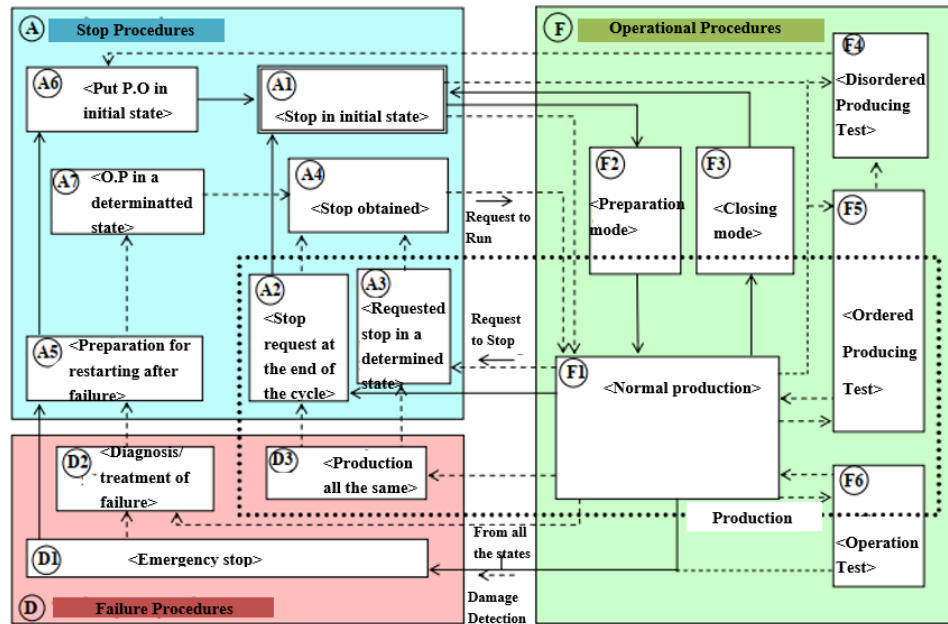 A Stop Procedures
A6
<Put P.O in
initial state>
A1
<Stop in initial state>
A7
<O.P in a
determinatted
state>
A4
<Stop obtained>
A2
<Stop
request at
the end of
the cycle>
A3
<Requested
stop in a
determined
state>
A5
<Preparation for
restarting after
failure>
Request to
Run
Request
to Stop
F Operational Procedures
F4
<Disordered
Producing
Test>
F2
<Preparation
mode>
F3
<Closing
mode>
F5
<Ordered
Producing
Test>
F1
<Normal production>
Production
F6
<Operation
Test>
D2
<Diagnosis/
treatment of
failure>
D3
<Production
all the same>
D1
<Emergency stop>
From all
the states
Damage
Detection
D Failure Procedures